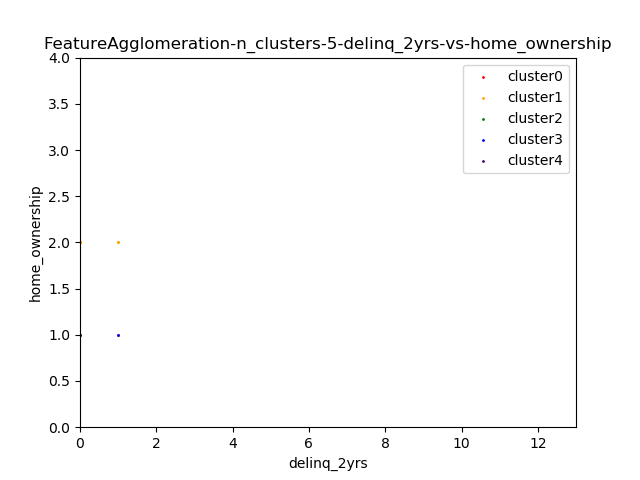 FeatureAgglomeration-n_clusters-5-delinq_2yrs-vs-home_ownership
cluster0
cluster1
cluster2
cluster3
cluster4
home_ownership
4.0
3.5
3.0
2.5
2.0
1.5
1.0
0.5
0.0
0 2 4 6 8 10 12
delinq_2yrs